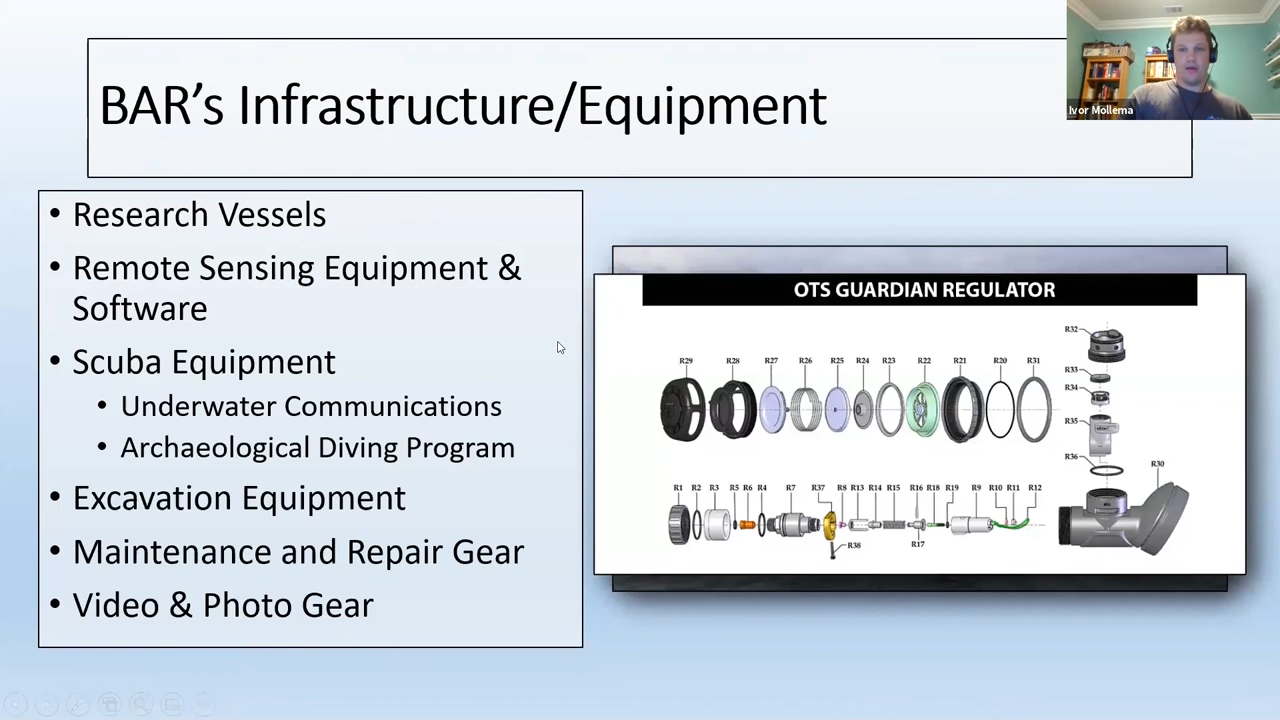 BAR's Infrastructure/Equipment
Ivor Mollema
• Research Vessels
• Remote Sensing Equipment &
Software
• Scuba Equipment
• Underwater Communications
• Archaeological Diving Program
• Excavation Equipment
• Maintenance and Repair Gear
• Video & Photo Gear
OTS GUARDIAN REGULATOR
R32
R29 R28 R27 R26 R25 R24 R23 R22 R21 R20 R31
R33
R34
R35
R36
R30
R1 R2 R3 R5 R6 R4 R7 R37 R8 R13 R14 R15 R16 R18 R19 R9 R10 R11 R12
R38
R17